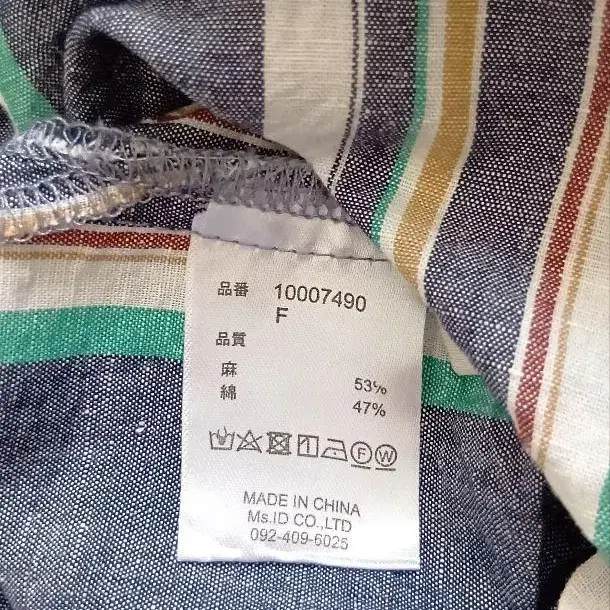 品番 10007490
F
品質
麻 53%
綿 47%
F W
MADE IN CHINA
Ms.ID CO.,LTD
092-409-6025